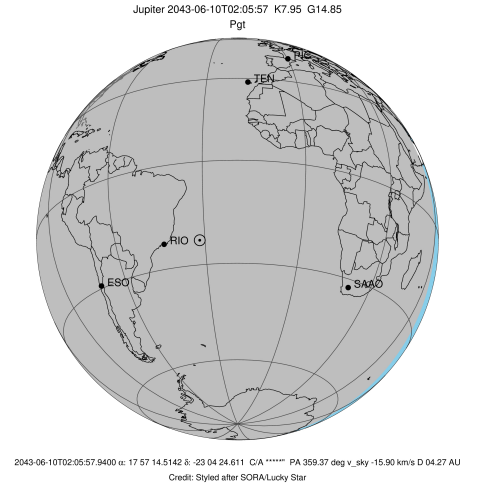 Jupiter 2043-06-10T02:05:57 K7.95 G14.85
Pgt
PIC
TEN
RIO
ESO
SAAO
2043-06-10T02:05:57.9400 α: 17 57 14.5142 δ: -23 04 24.611 C/A *****" PA 359.37 deg v_sky -15.90 km/s D 04.27 AU
Credit: Styled after SORA/Lucky Star